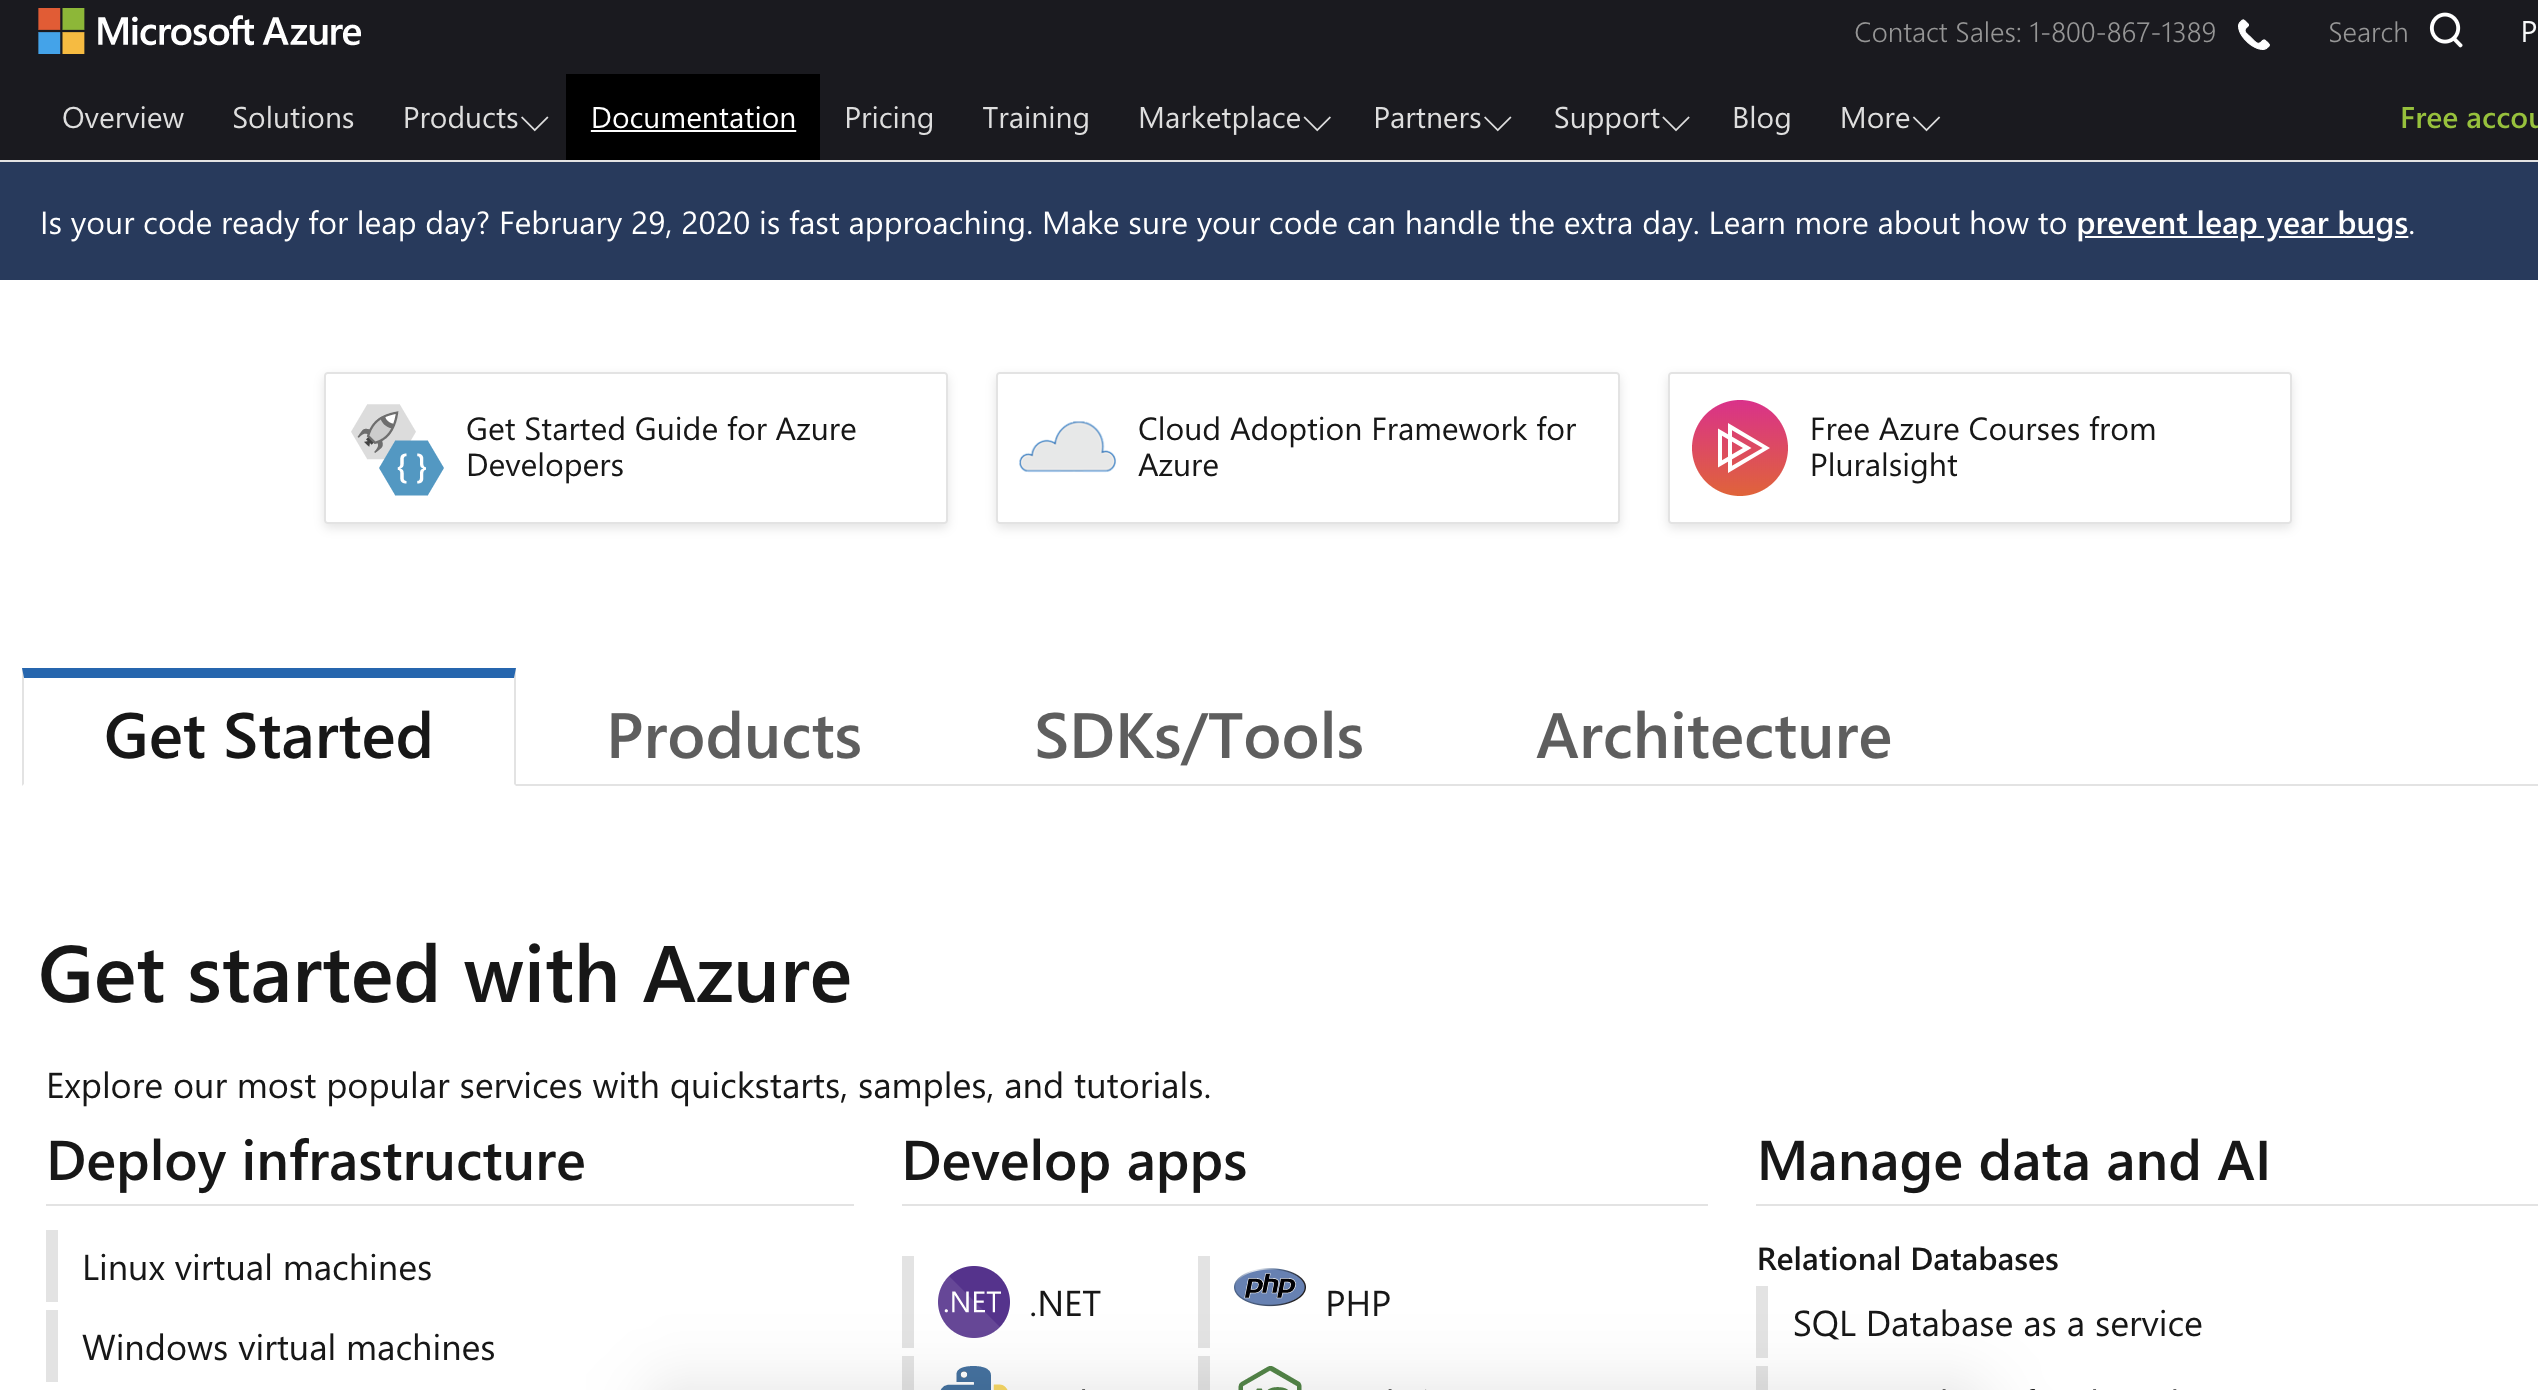 Microsoft Azure
Contact Sales: 1-800-867-1389
Search
Overview Solutions Products Documentation Pricing Training Marketplace Partners Support Blog More Free
Is your code ready for leap day? February 29, 2020 is fast approaching. Make sure your code can handle the extra day. Learn more about how to prevent leap year bugs.
Get Started Guide for Azure
Developers
Cloud Adoption Framework for
Azure
Free Azure Courses from
Pluralsight
Get Started Products SDKs/Tools Architecture
Get started with Azure
Explore our most popular services with quickstarts, samples, and tutorials.
Deploy infrastructure
Linux virtual machines
Windows virtual machines
Develop apps
.NET .NET
php PHP
Manage data and AI
Relational Databases
SQL Database as a service